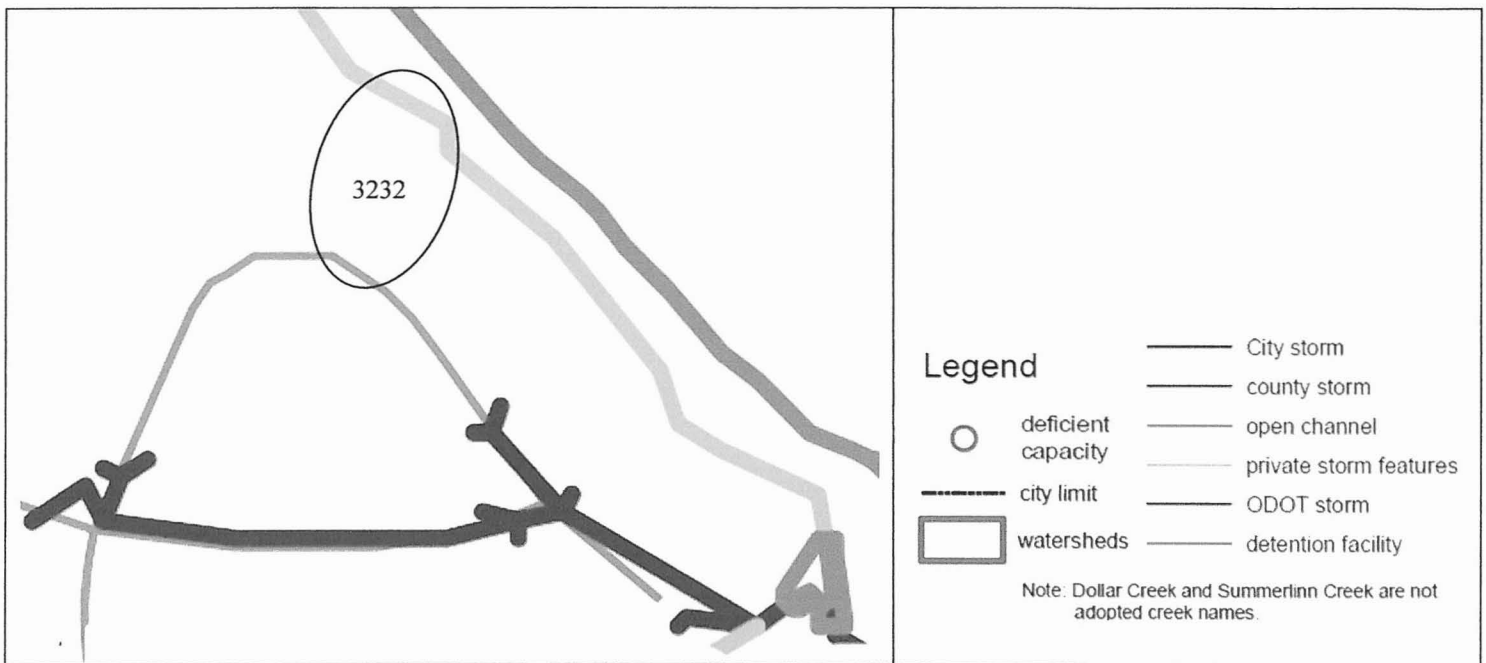 3232
Legend
deficient
capacity
city limit
watersheds
City storm
county storm
open channel
private storm features
ODOT storm
detention facility
Note: Dollar Creek and Summerlinn Creek are not
adopted creek names.